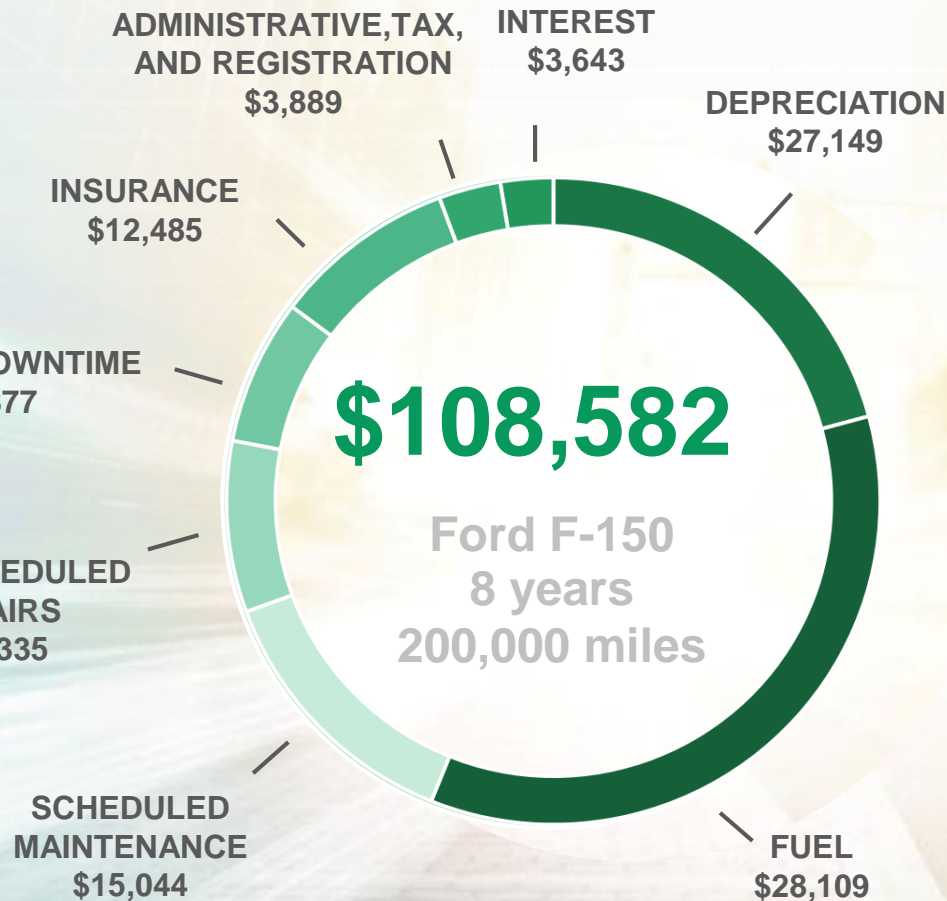 ADMINISTRATIVE,TAX,
AND REGISTRATION
$3,889
INTEREST
$3,643
DEPRECIATION
$27,149
INSURANCE
$12,485
$108,582
Ford F-150
8 years
200,000 miles
SCHEDULED
MAINTENANCE
$15,044
FUEL
$28,109